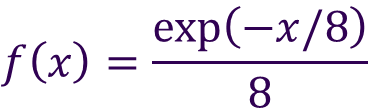 f(x) = exp(−x/8) / 8